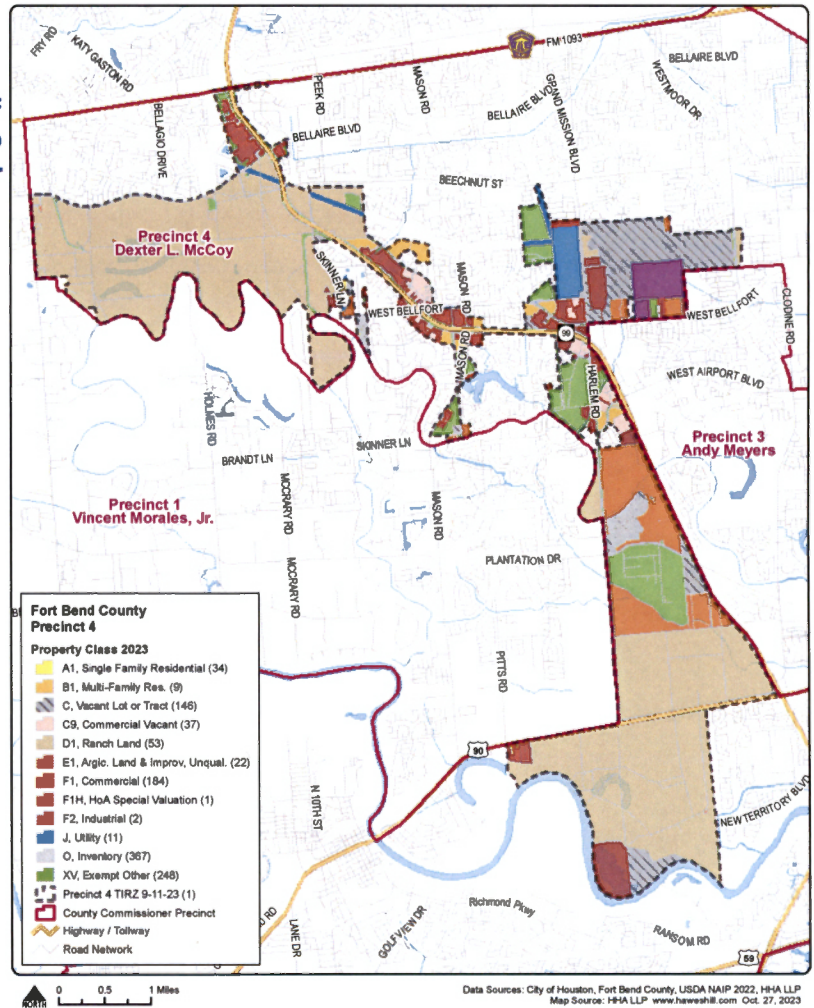 FM 1093
FRY RD
KATY GASTON RD
BELLAIRE BLVD
WESTMOOR DR
PEEK RD
MASON RD
BELLAIRE BLVD
GRAND MISSION BLVD
BELLAGIO DRIVE
BELLAIRE BLVD
BEECHNUT ST
Precinct 4
Dexter L. McCoy
SKINNER LN
MASON RD
WEST BELLFORT
WEST BELLFORT
CLODINE RD
99
MASON RD
HARLEM RD
WEST AIRPORT BLVD
HOLMES RD
SKINNER LN
BRANDT LN
Precinct 3
Andy Meyers
MCCRARY RD
MASON RD
Precinct 1
Vincent Morales, Jr.
MCCRARY RD
PLANTATION DR
PITTS RD
90
N 10TH ST
NEW TERRITORY BLVD
Richmond Pkwy
LANE DR
GOLFVIEW DR
RANSOM RD
59
Fort Bend County
Precinct 4
Property Class 2023
A1, Single Family Residential (34)
B1, Multi-Family Res. (9)
C, Vacant Lot or Tract (146)
C9, Commercial Vacant (37)
D1, Ranch Land (53)
E1, Argic. Land & Improv, Unqual. (22)
F1, Commercial (184)
F1H, HoA Special Valuation (1)
F2, Industrial (2)
J, Utility (11)
O, Inventory (367)
XV, Exempt Other (248)
Precinct 4 TIRZ 9-11-23 (1)
County Commissioner Precinct
Highway / Tollway
Road Network
NORTH
0 0.5 1 Miles
Data Sources: City of Houston, Fort Bend County, USDA NAIP 2022, HHA LLP
Map Source: HHA LLP www.haweshill.com Oct. 27, 2023